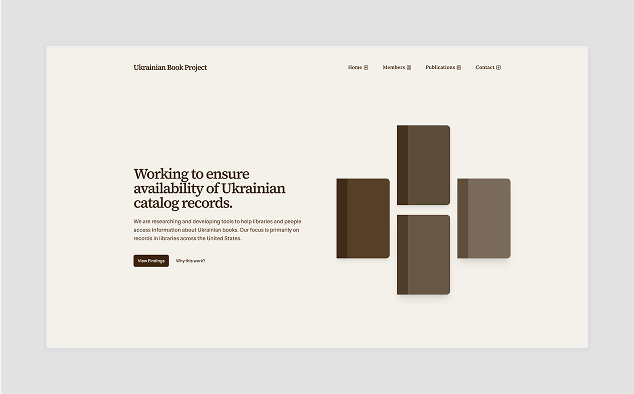 Ukrainian Book Project
Home
Members
Publications
Contact
Working to ensure
availability of Ukrainian
catalog records.
We are researching and developing tools to help libraries and people
access information about Ukrainian books. Our focus is primarily on
records in libraries across the United States.
View Findings
Why this work?